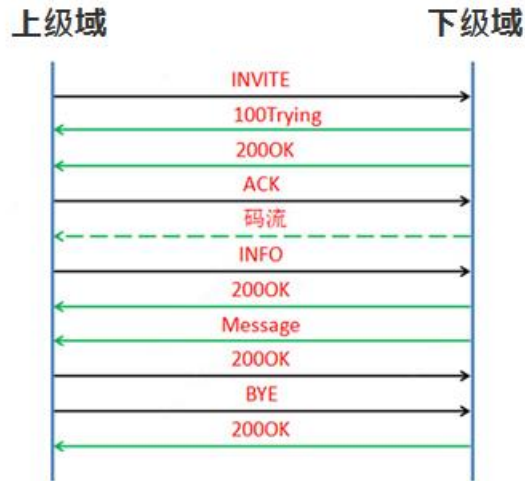 上级域 下级域
INVITE
100Trying
200OK
ACK
码流
INFO
200OK
Message
200OK
BYE
200OK